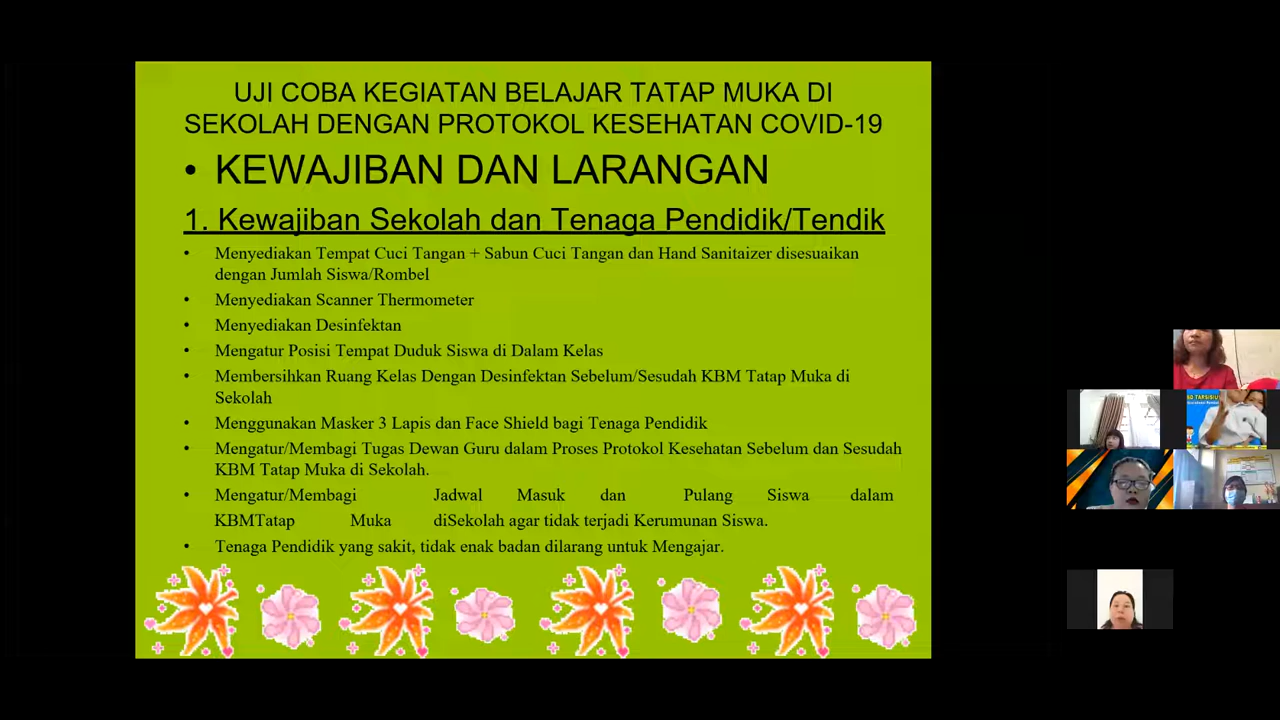 UJI COBA KEGIATAN BELAJAR TATAP MUKA DI
SEKOLAH DENGAN PROTOKOL KESEHATAN COVID-19
• KEWAJIBAN DAN LARANGAN
1. Kewajiban Sekolah dan Tenaga Pendidik/Tendik
• Menyediakan Tempat Cuci Tangan + Sabun Cuci Tangan dan Hand Sanitaizer disesuaikan
dengan Jumlah Siswa/Rombel
• Menyediakan Scanner Thermometer
• Menyediakan Desinfektan
• Mengatur Posisi Tempat Duduk Siswa di Dalam Kelas
• Membersihkan Ruang Kelas Dengan Desinfektan Sebelum/Sesudah KBM Tatap Muka di
Sekolah
• Menggunakan Masker 3 Lapis dan Face Shield bagi Tenaga Pendidik
• Mengatur/Membagi Tugas Dewan Guru dalam Proses Protokol Kesehatan Sebelum dan Sesudah
KBM Tatap Muka di Sekolah.
• Mengatur/Membagi Jadwal Masuk dan Pulang Siswa dalam
KBMTatap Muka diSekolah agar tidak terjadi Kerumunan Siswa.
• Tenaga Pendidik yang sakit, tidak enak badan dilarang untuk Mengajar.